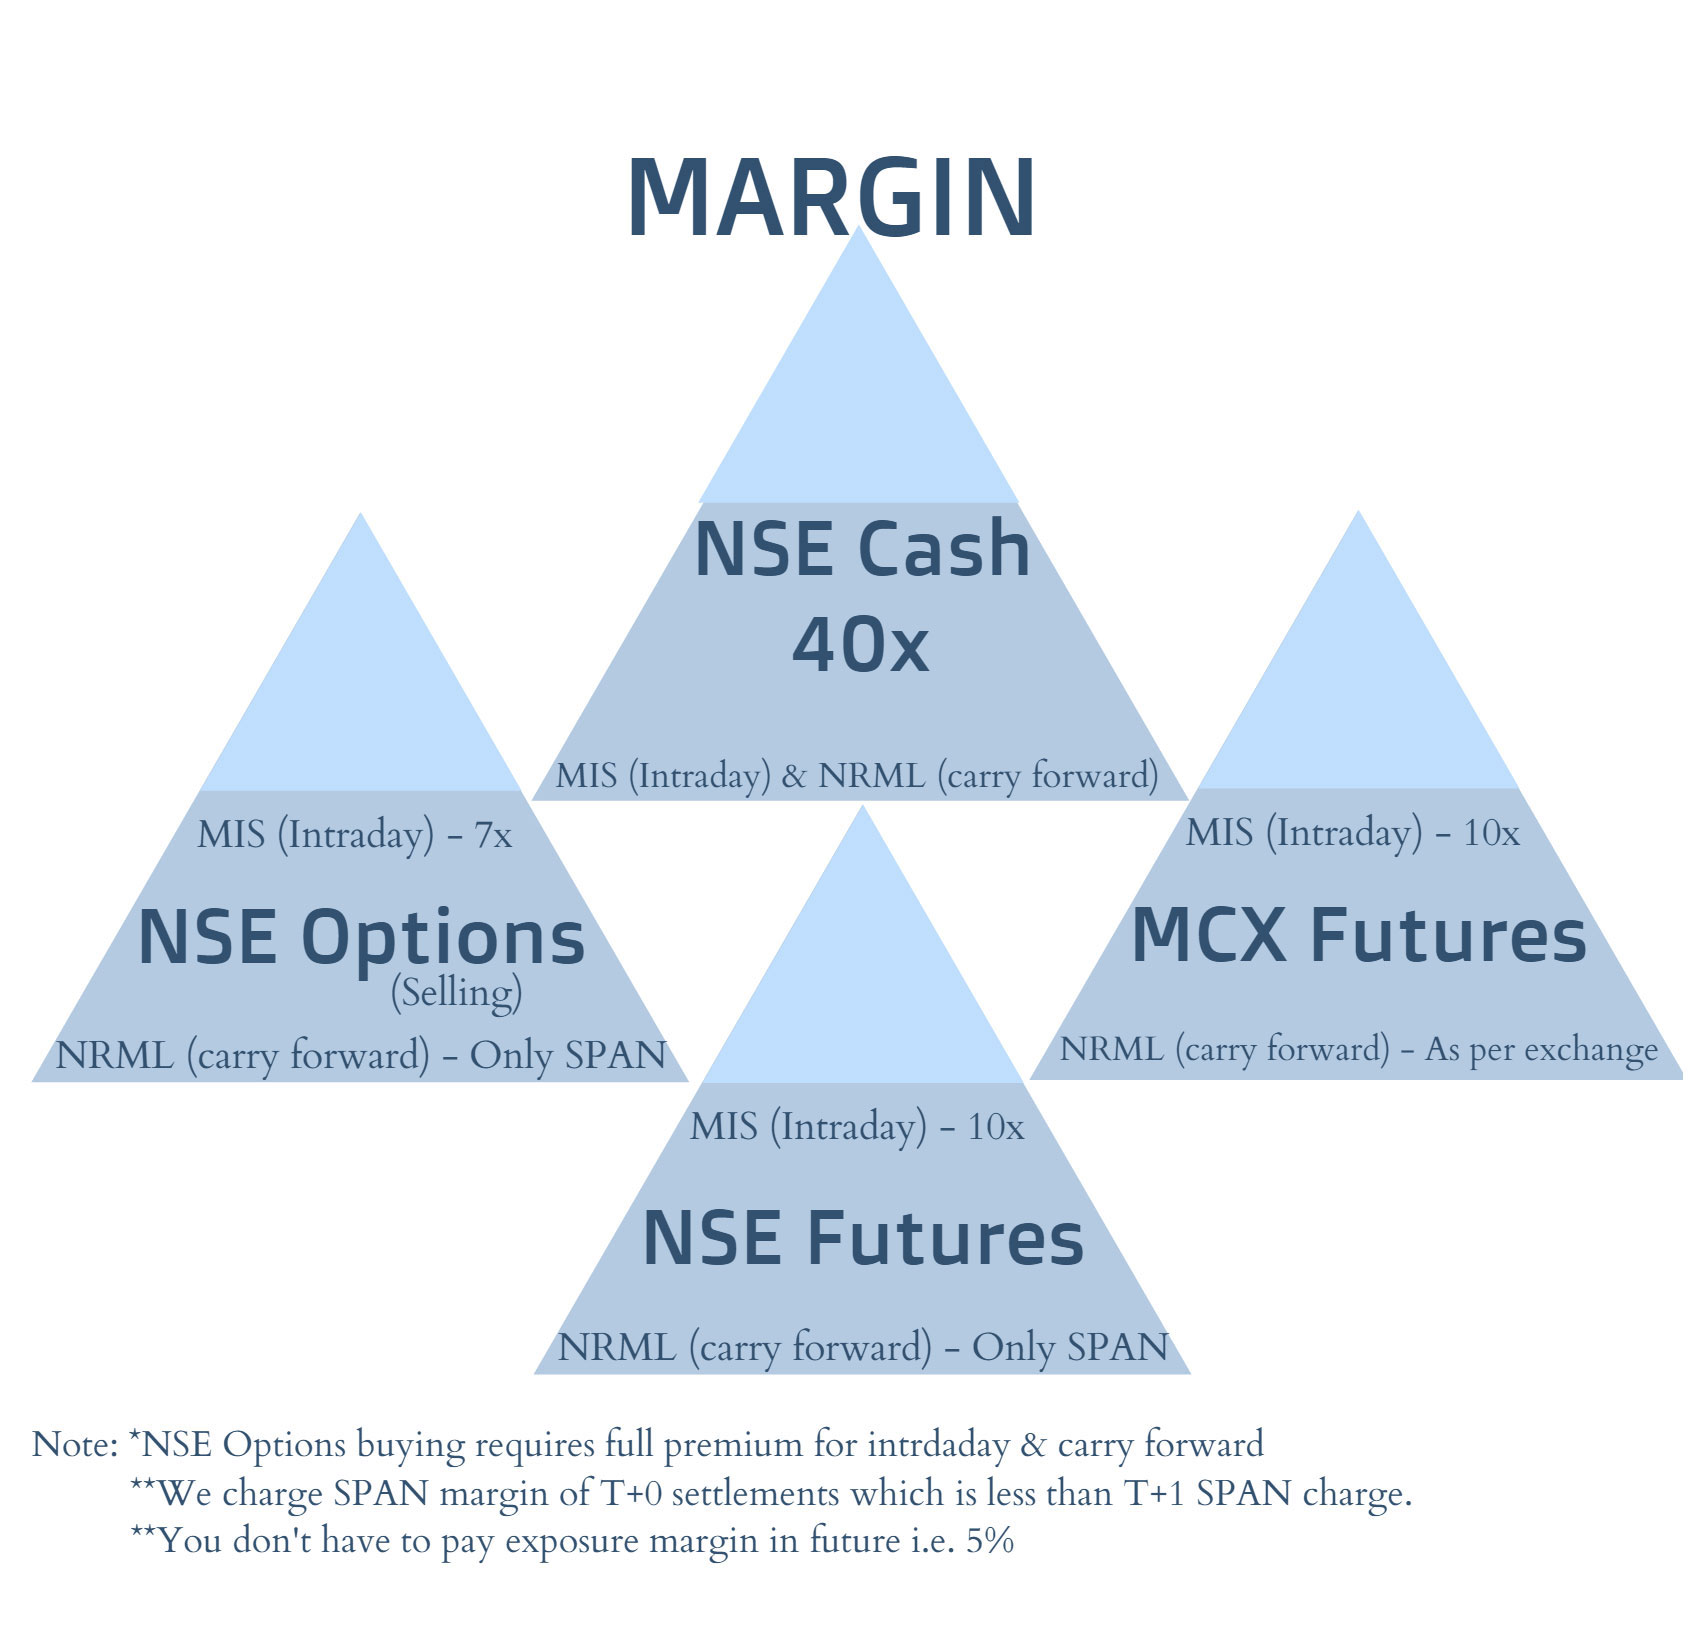 MARGIN
NSE Cash
40x
MIS (Intraday) & NRML (carry forward)
MIS (Intraday) - 7x
NSE Options
(Selling)
NRML (carry forward) - Only SPAN
MIS (Intraday) - 10x
MCX Futures
NRML (carry forward) - As per exchange
MIS (Intraday) - 10x
NSE Futures
NRML (carry forward) - Only SPAN
Note: *NSE Options buying requires full premium for intrdaday & carry forward
**We charge SPAN margin of T+0 settlements which is less than T+1 SPAN charge.
**You don't have to pay exposure margin in future i.e. 5%